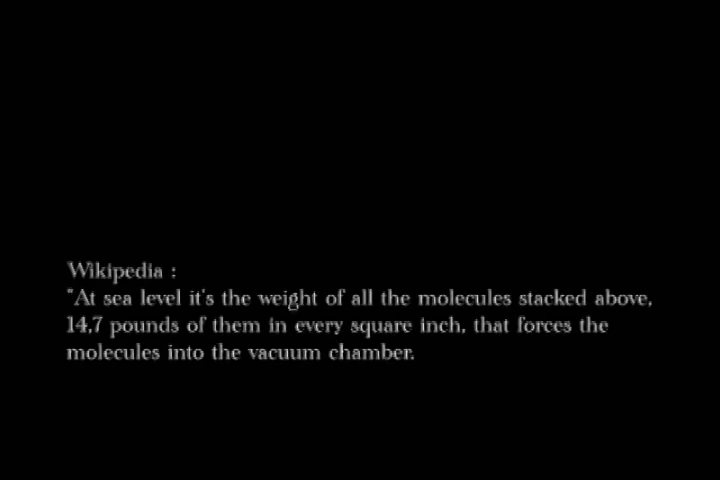 Wikipedia :
"At sea level it's the weight of all the molecules stacked above,
14,7 pounds of them in every square inch, that forces the
molecules into the vacuum chamber.